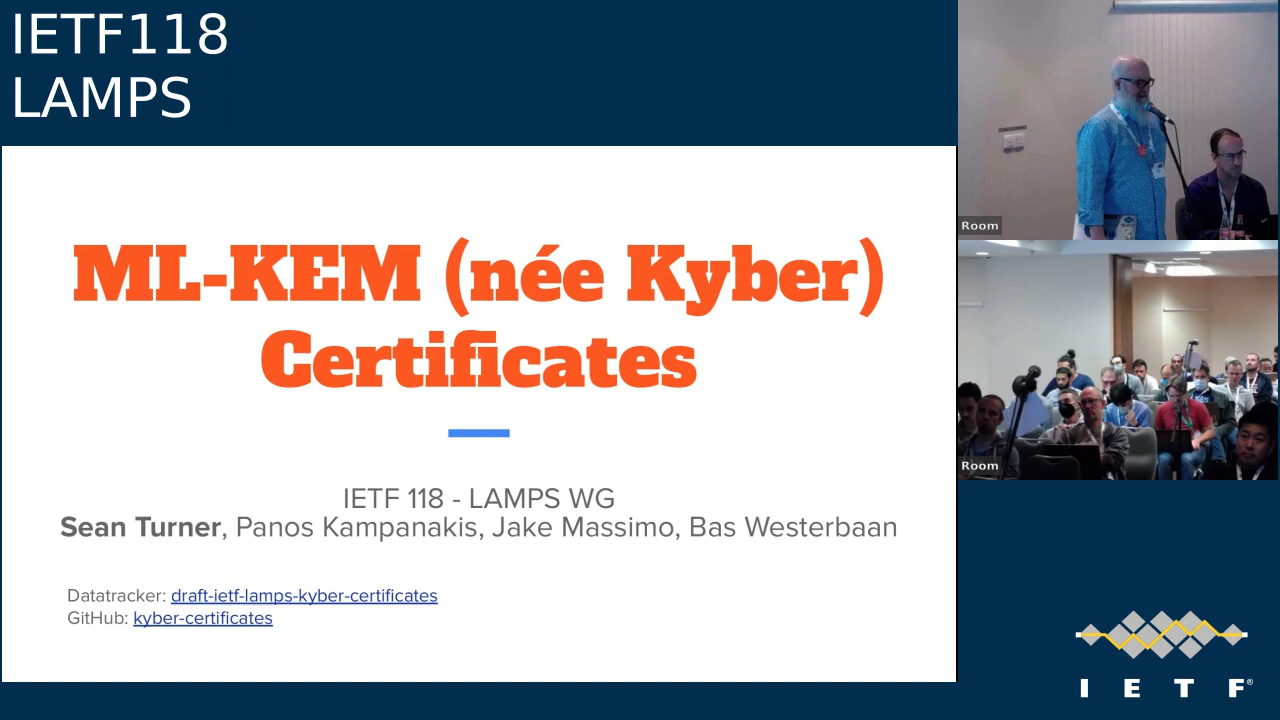 IETF118
LAMPS
ML-KEM (née Kyber)
Certificates
IETF 118 - LAMPS WG
Sean Turner, Panos Kampanakis, Jake Massimo, Bas Westerbaan
Datatracker: draft-ietf-lamps-kyber-certificates
GitHub: kyber-certificates
Room
Room
I E T F®